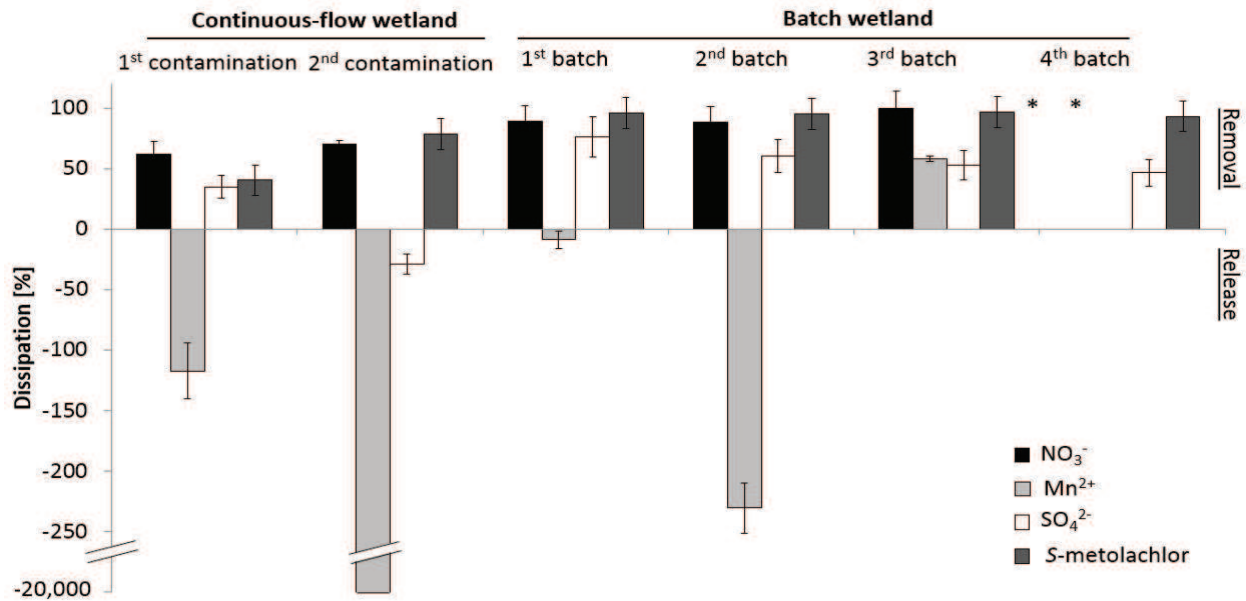 Continuous-flow wetland Batch wetland
1st contamination 2nd contamination 1st batch 2nd batch 3rd batch 4th batch
100
50
0
-50
-100
-150
-200
-250
-20,000
Dissipation [%]
* *
Removal
Release
NO₃⁻
Mn²⁺
SO₄²⁻
S-metolachlor